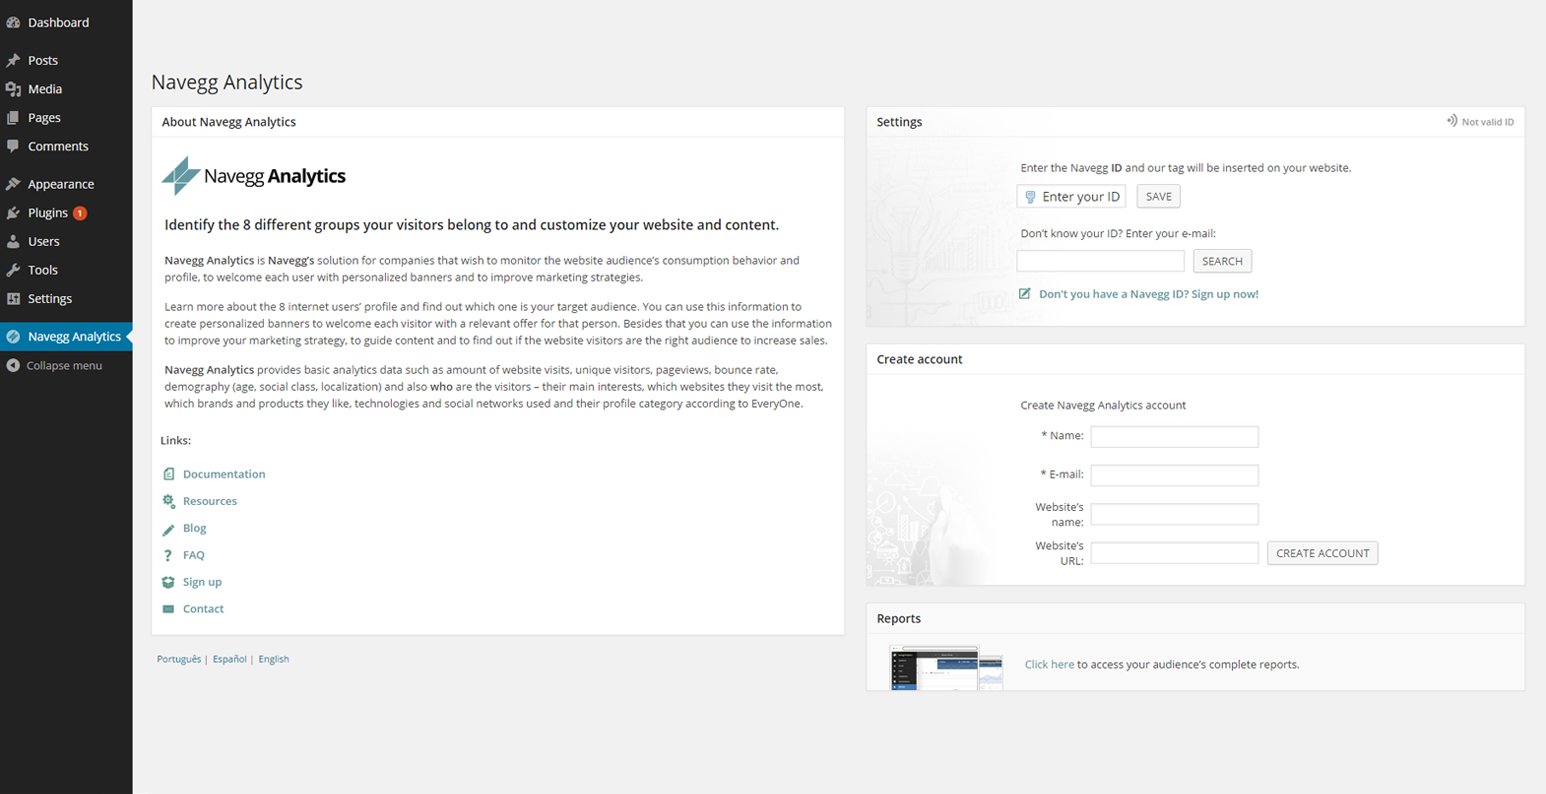 Dashboard
Posts
Media
Pages
Comments
Appearance
Plugins 1
Users
Tools
Settings
Navegg Analytics
Collapse menu
Navegg Analytics
About Navegg Analytics
Navegg Analytics
Identify the 8 different groups your visitors belong to and customize your website and content.
Navegg Analytics is Navegg’s solution for companies that wish to monitor the website audience’s consumption behavior and
profile, to welcome each user with personalized banners and to improve marketing strategies.
Learn more about the 8 internet users’ profile and find out which one is your target audience. You can use this information to
create personalized banners to welcome each visitor with a relevant offer for that person. Besides that you can use the information
to improve your marketing strategy, to guide content and to find out if the website visitors are the right audience to increase sales.
Navegg Analytics provides basic analytics data such as amount of website visits, unique visitors, pageviews, bounce rate,
demography (age, social class, localization) and also who are the visitors – their main interests, which websites they visit the most,
which brands and products they like, technologies and social networks used and their profile category according to EveryOne.
Links:
Documentation
Resources
Blog
FAQ
Sign up
Contact
Português | Español | English
Settings
Not valid ID
Enter the Navegg ID and our tag will be inserted on your website.
Enter your ID SAVE
Don’t know your ID? Enter your e-mail:
SEARCH
Don't you have a Navegg ID? Sign up now!
Create account
Create Navegg Analytics account
* Name:
* E-mail:
Website’s
name:
Website’s
URL:
CREATE ACCOUNT
Reports
Click here to access your audience’s complete reports.